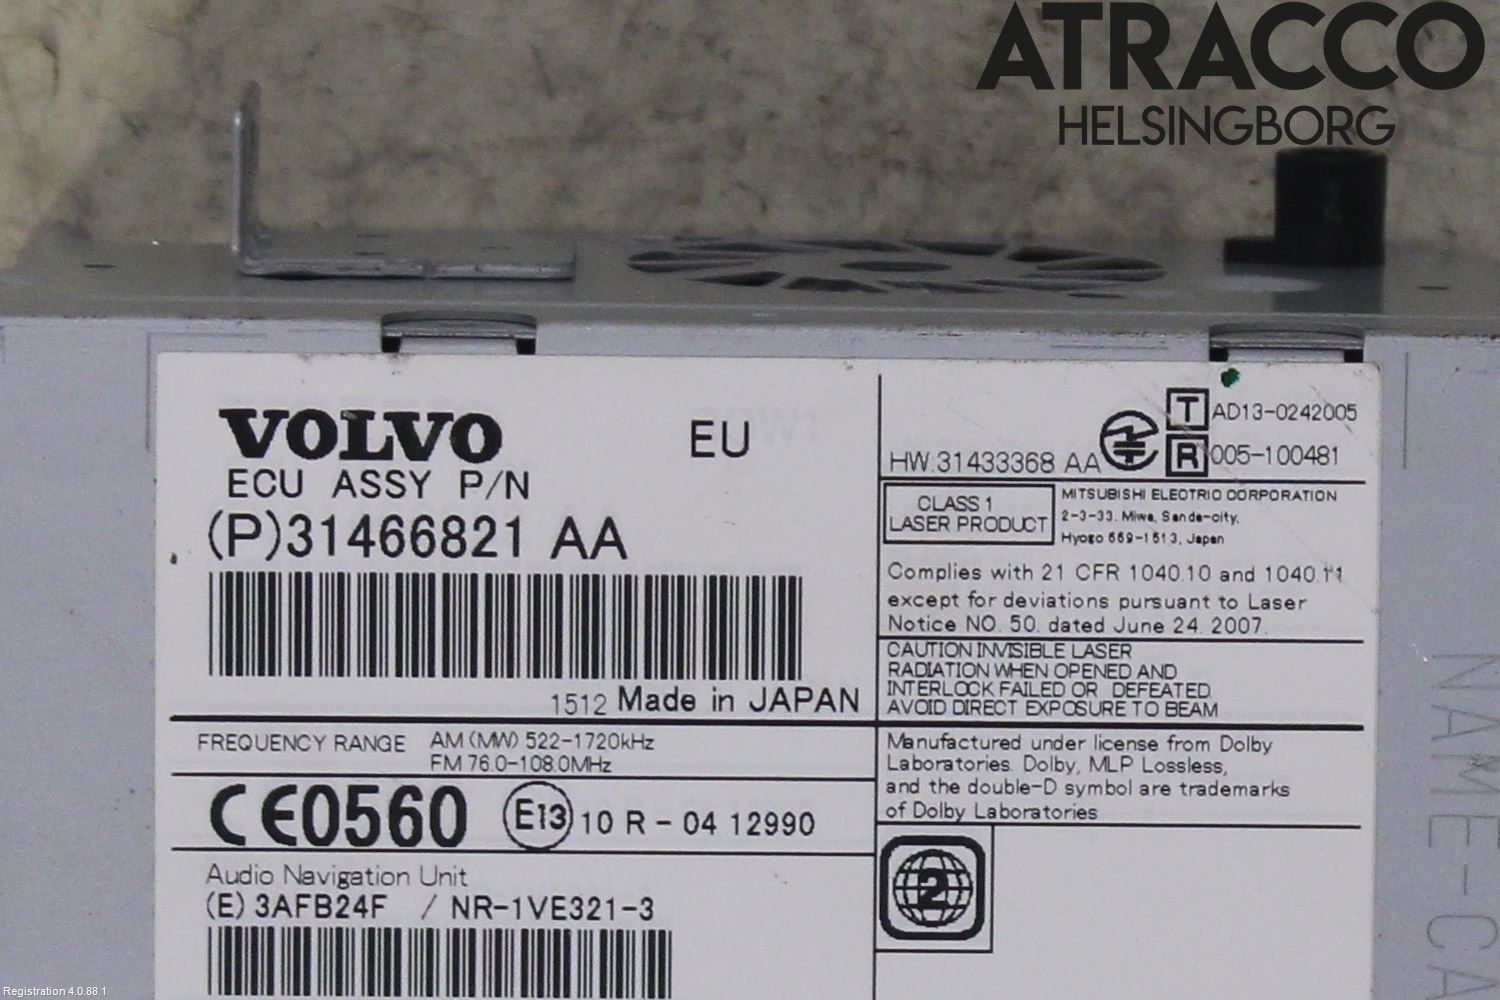 ATRACCO
HELSINGBORG
VOLVO
EU
ECU ASSY P/N
(P)31466821 AA
1512 Made in JAPAN
FREQUENCY RANGE AM (MW) 522-1720kHz
FM 76.0-108.0MHz
CE0560 E13 10 R - 04 12990
Audio Navigation Unit
(E) 3AFB24F / NR-1VE321-3
HW:31433368 AA
T AD13-0242005
R 005-100481
CLASS 1
LASER PRODUCT
MITSUBISHI ELECTRIC CORPORATION
2-3-33. Miwa, Sanda-city,
Hyogo 669-1513, Japan
Complies with 21 CFR 1040.10 and 1040.11
except for deviations pursuant to Laser
Notice NO. 50. dated June 24. 2007.
CAUTION INVISIBLE LASER
RADIATION WHEN OPENED AND
INTERLOCK FAILED OR DEFEATED.
AVOID DIRECT EXPOSURE TO BEAM
Manufactured under license from Dolby
Laboratories. Dolby, MLP Lossless,
and the double-D symbol are trademarks
of Dolby Laboratories
2
NAME-CA
Registration 4.0.88.1